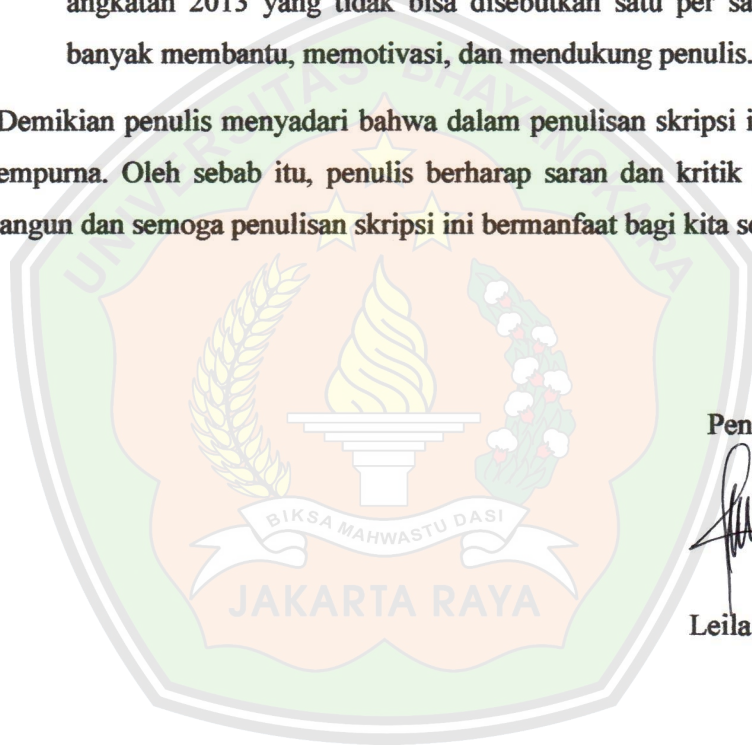 angkatan 2013 yang tidak bisa disebutkan satu per
banyak membantu, memotivasi, dan mendukung penulis.
Demikian penulis menyadari bahwa dalam penulisan skripsi
empurna. Oleh sebab itu, penulis berharap saran dan kritik
angun dan semoga penulisan skripsi ini bermanfaat bagi kita
UNIVERSITAS BHAYANGKARA
BIKSA MAHWASTU DASI
JAKARTA RAYA
Pen
Leila